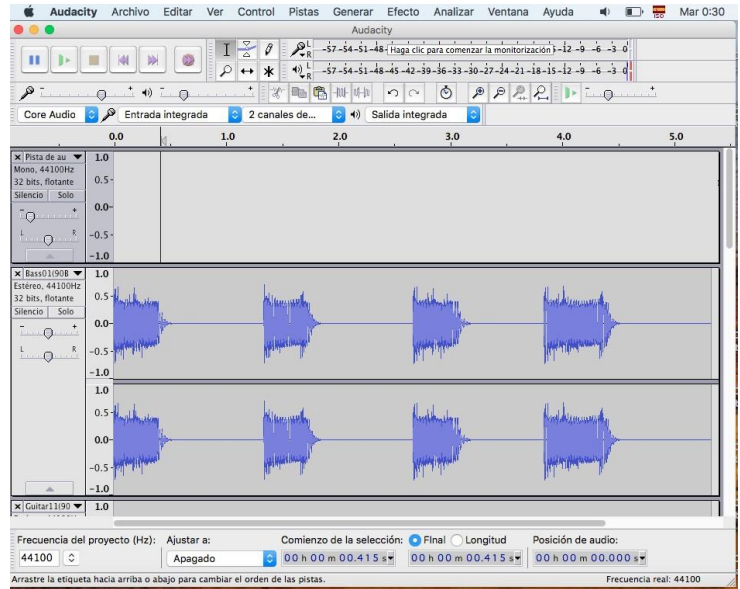 Audacity Archivo Editar Ver Control Pistas Generar Efecto Analizar Ventana Ayuda Mar 0:30
Audacity
L R -57 -54 -51 -48 Haga clic para comenzar la monitorización -12 -9 -6 -3 0
L R -57 -54 -51 -48 -45 -42 -39 -36 -33 -30 -27 -24 -21 -18 -15 -12 -9 -6 -3 0
- + - + - +
Core Audio Entrada integrada 2 canales de... Salida integrada
0.0 1.0 2.0 3.0 4.0 5.0
Pista de au 1.0
Mono, 44100Hz
32 bits, flotante 0.5
Silencio Solo
- + 0.0
L R -0.5
-1.0
Bass01(90B 1.0
Estéreo, 44100Hz
32 bits, flotante 0.5
Silencio Solo
- + 0.0
L R -0.5
-1.0
1.0
0.5
0.0
-0.5
-1.0
Guitar11(90 1.0
Frecuencia del proyecto (Hz): Ajustar a: Comienzo de la selección: Final Longitud Posición de audio:
44100 Apagado 00 h 00 m 00.415 s 00 h 00 m 00.415 s 00 h 00 m 00.000 s
Arrastre la etiqueta hacia arriba o abajo para cambiar el orden de las pistas. Frecuencia real: 44100